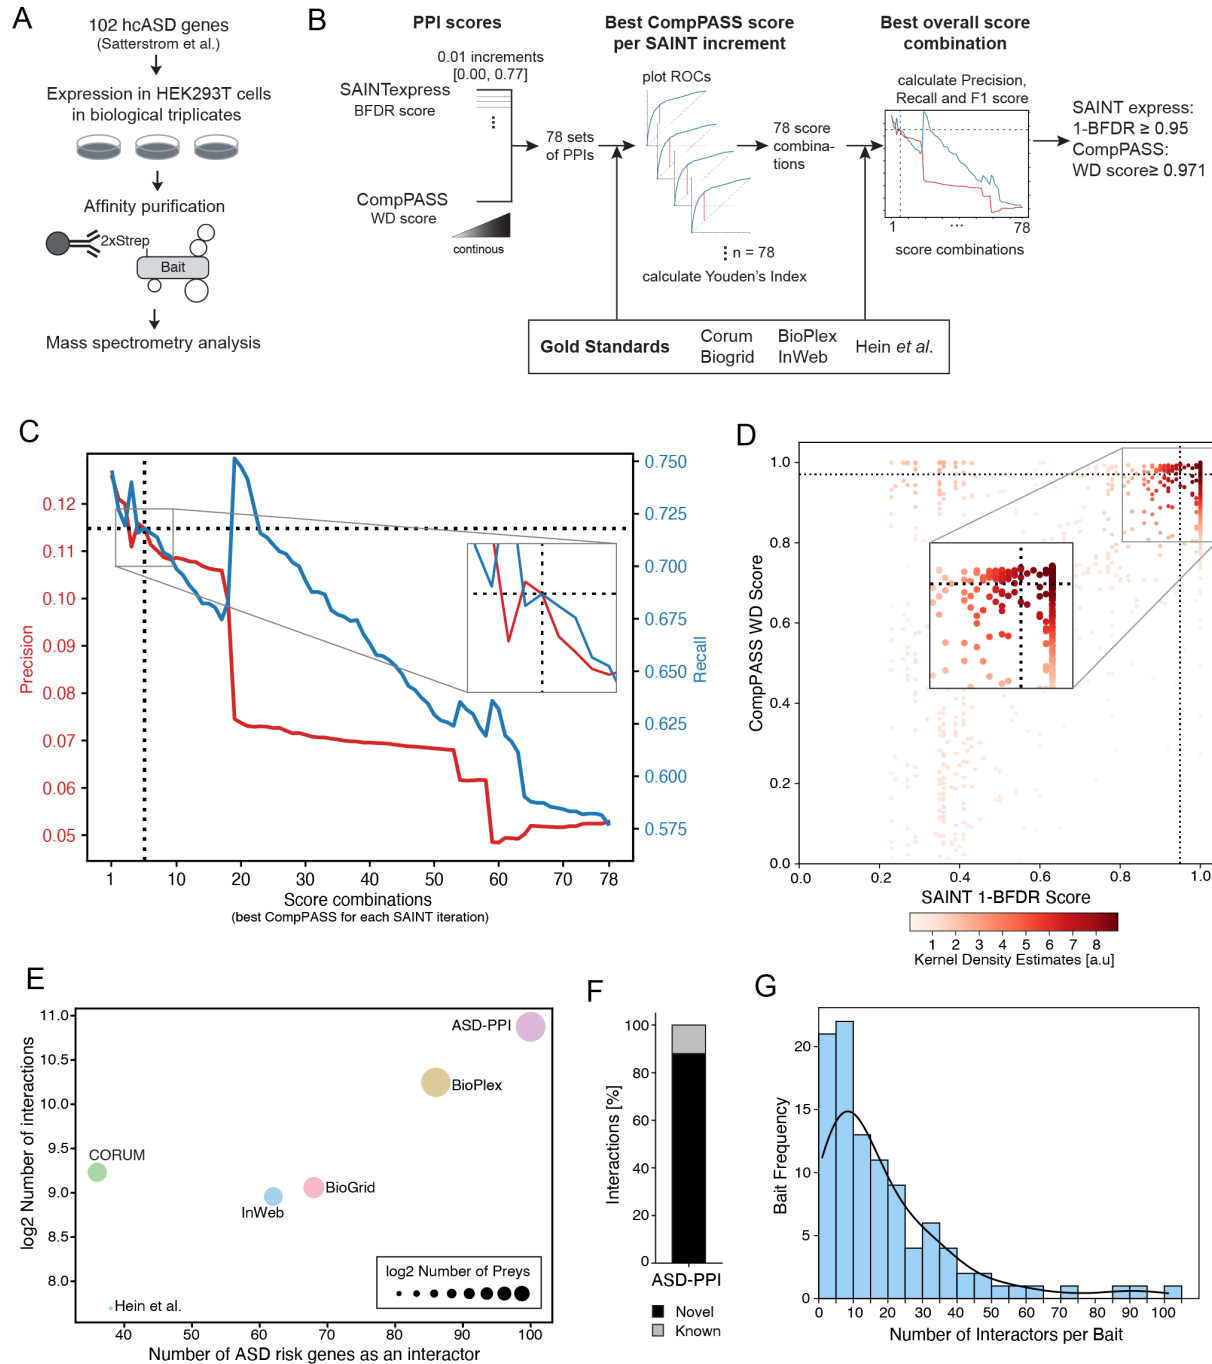 A
102 hcASD genes
(Satterstrom et al.)
Expression in HEK293T cells
in biological triplicates
Affinity purification
2xStrep
Bait
Mass spectrometry analysis
B
PPI scores
0.01 increments
[0.00, 0.77]
SAINTexpress
BFDR score
CompPASS
WD score
continous
78 sets
of PPIs
Best CompPASS score
per SAINT increment
plot ROCs
n = 78
calculate Youden's Index
78 score
combina-
tions
Best overall score
combination
calculate Precision,
Recall and F1 score
1 ... 78
score combinations
SAINT express:
1-BFDR ≥ 0.95
CompPASS:
WD score≥ 0.971
Gold Standards
Corum
Biogrid
BioPlex
InWeb
Hein et al.
C
Precision
0.12
0.11
0.10
0.09
0.08
0.07
0.06
0.05
Recall
0.750
0.725
0.700
0.675
0.650
0.625
0.600
0.575
1 10 20 30 40 50 60 70 78
Score combinations
(best CompPASS for each SAINT iteration)
D
CompPASS WD Score
1.0
0.8
0.6
0.4
0.2
0.0
0.0 0.2 0.4 0.6 0.8 1.0
SAINT 1-BFDR Score
1 2 3 4 5 6 7 8
Kernel Density Estimates [a.u]
E
log2 Number of interactions
11.0
10.5
10.0
9.5
9.0
8.5
8.0
ASD-PPI
BioPlex
CORUM
BioGrid
InWeb
Hein et al.
log2 Number of Preys
40 50 60 70 80 90 100
Number of ASD risk genes as an interactor
F
Interactions [%]
100
80
60
40
20
0
ASD-PPI
Novel
Known
G
Bait Frequency
20
15
10
5
0
0 10 20 30 40 50 60 70 80 90 100
Number of Interactors per Bait